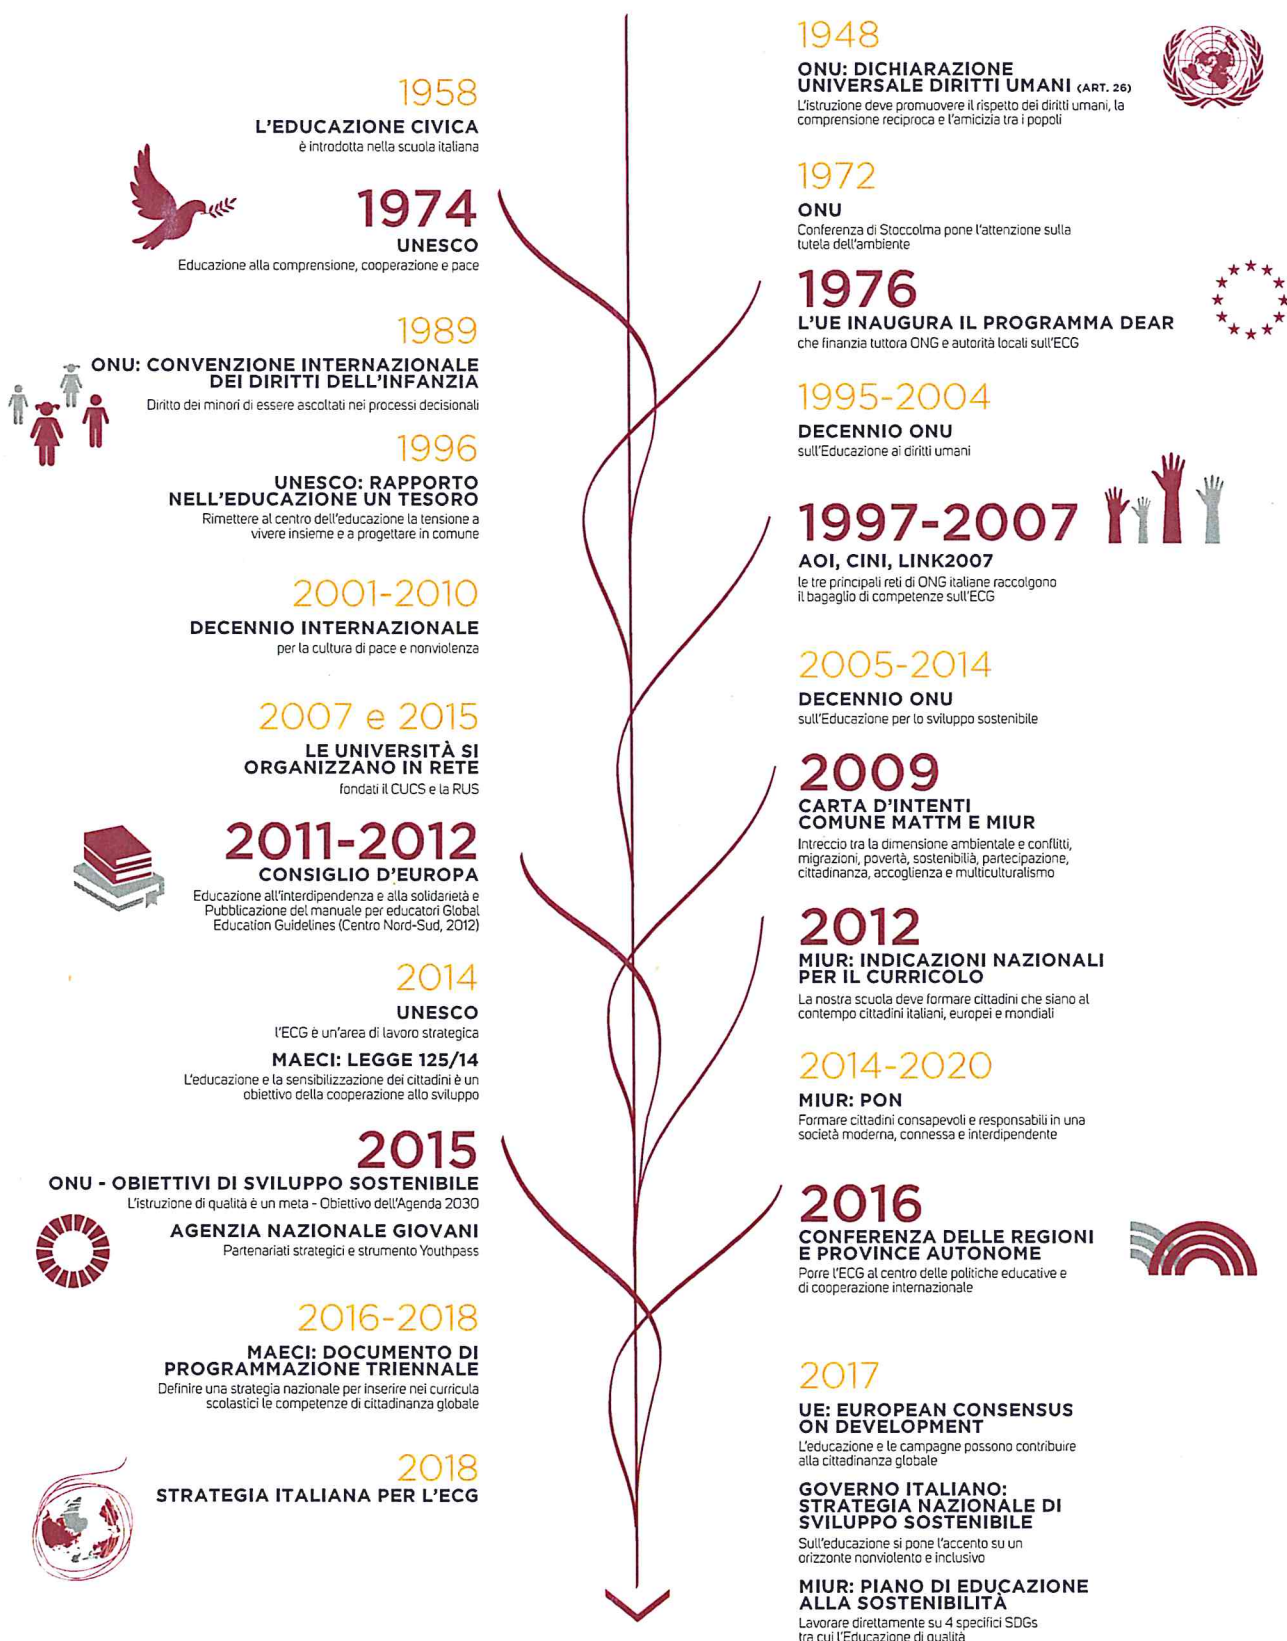 1948
ONU: DICHIARAZIONE
UNIVERSALE DIRITTI UMANI (ART. 26)
L'istruzione deve promuovere il rispetto dei diritti umani, la
comprensione reciproca e l'amicizia tra i popoli
1958
L'EDUCAZIONE CIVICA
è introdotta nella scuola italiana
1972
ONU
Conferenza di Stoccolma pone l'attenzione sulla
tutela dell'ambiente
1974
UNESCO
Educazione alla comprensione, cooperazione e pace
1976
L'UE INAUGURA IL PROGRAMMA DEAR
che finanzia tuttora ONG e autorità locali sull'ECG
1989
ONU: CONVENZIONE INTERNAZIONALE
DEI DIRITTI DELL'INFANZIA
Diritto dei minori di essere ascoltati nei processi decisionali
1995-2004
DECENNIO ONU
sull'Educazione ai diritti umani
1996
UNESCO: RAPPORTO
NELL'EDUCAZIONE UN TESORO
Rimettere al centro dell'educazione la tensione a
vivere insieme e a progettare in comune
1997-2007
AOI, CINI, LINK2007
le tre principali reti di ONG italiane raccolgono
il bagaglio di competenze sull'ECG
2001-2010
DECENNIO INTERNAZIONALE
per la cultura di pace e nonviolenza
2005-2014
DECENNIO ONU
sull'Educazione per lo sviluppo sostenibile
2007 e 2015
LE UNIVERSITÀ SI
ORGANIZZANO IN RETE
fondati il CUCS e la RUS
2009
CARTA D'INTENTI
COMUNE MATTM E MIUR
Intreccio tra la dimensione ambientale e conflitti,
migrazioni, povertà, sostenibilià, partecipazione,
cittadinanza, accoglienza e multiculturalismo
2011-2012
CONSIGLIO D'EUROPA
Educazione all'interdipendenza e alla solidarietà e
Pubblicazione del manuale per educatori Global
Education Guidelines (Centro Nord-Sud, 2012)
2012
MIUR: INDICAZIONI NAZIONALI
PER IL CURRICOLO
La nostra scuola deve formare cittadini che siano al
contempo cittadini italiani, europei e mondiali
2014
UNESCO
l'ECG è un'area di lavoro strategica
MAECI: LEGGE 125/14
L'educazione e la sensibilizzazione dei cittadini è un
obiettivo della cooperazione allo sviluppo
2014-2020
MIUR: PON
Formare cittadini consapevoli e responsabili in una
società moderna, connessa e interdipendente
2015
ONU - OBIETTIVI DI SVILUPPO SOSTENIBILE
L'istruzione di qualità è un meta - Obiettivo dell'Agenda 2030
AGENZIA NAZIONALE GIOVANI
Partenariati strategici e strumento Youthpass
2016
CONFERENZA DELLE REGIONI
E PROVINCE AUTONOME
Porre l'ECG al centro delle politiche educative e
di cooperazione internazionale
2016-2018
MAECI: DOCUMENTO DI
PROGRAMMAZIONE TRIENNALE
Definire una strategia nazionale per inserire nei curricula
scolastici le competenze di cittadinanza globale
2017
UE: EUROPEAN CONSENSUS
ON DEVELOPMENT
L'educazione e le campagne possono contribuire
alla cittadinanza globale
GOVERNO ITALIANO:
STRATEGIA NAZIONALE DI
SVILUPPO SOSTENIBILE
Sull'educazione si pone l'accento su un
orizzonte nonviolento e inclusivo
MIUR: PIANO DI EDUCAZIONE
ALLA SOSTENIBILITÀ
Lavorare direttamente su 4 specifici SDGs
tra cui l'Educazione di qualità
2018
STRATEGIA ITALIANA PER L'ECG